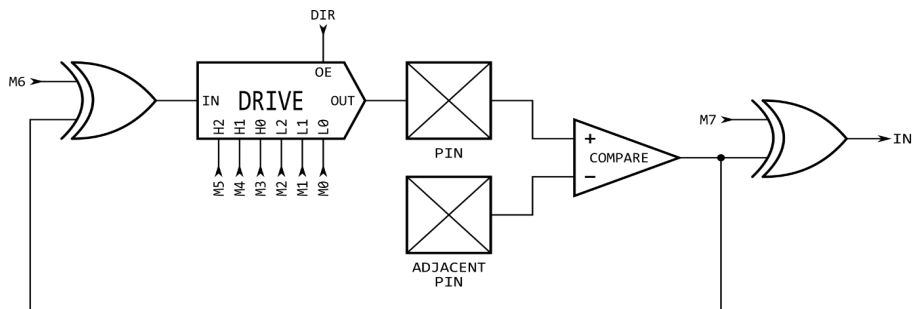 DIR
M6
OE
IN
DRIVE
OUT
H2
H1
H0
L2
L1
L0
M5
M4
M3
M2
M1
M0
PIN
ADJACENT
PIN
+
COMPARE
−
M7
IN